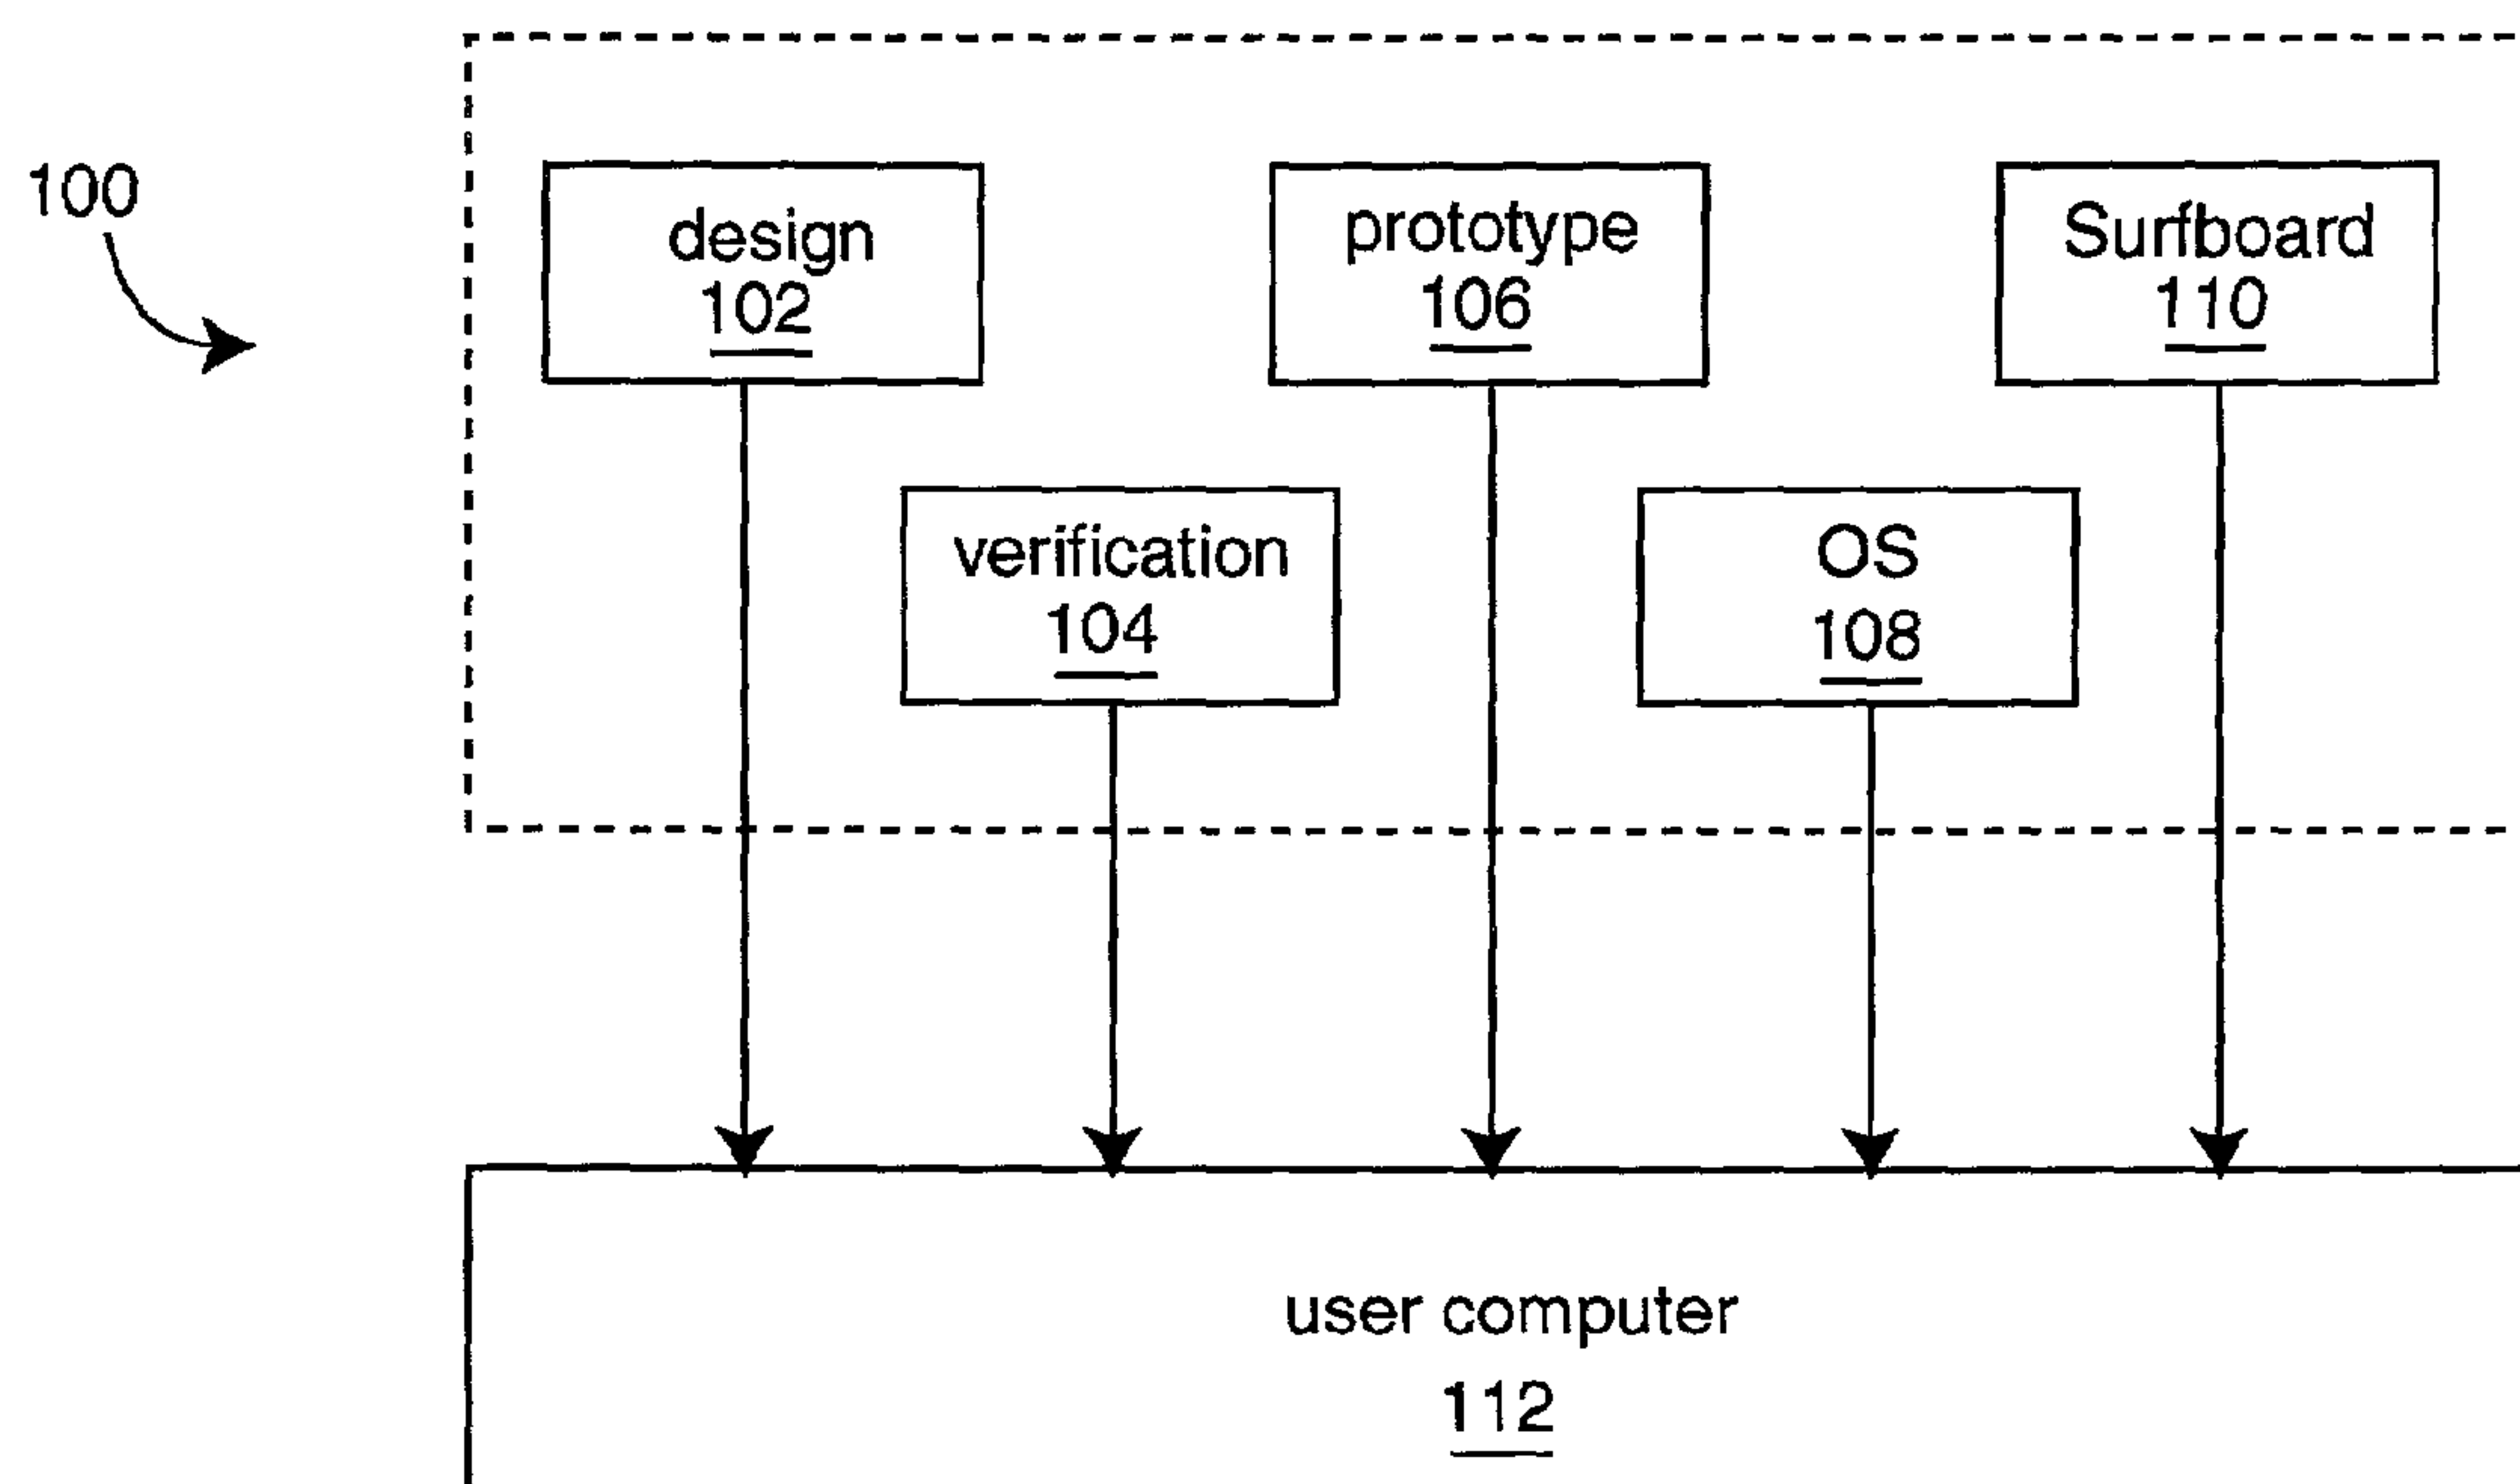 100
design
102
prototype
106
Surfboard
110
verification
104
OS
108
user computer
112